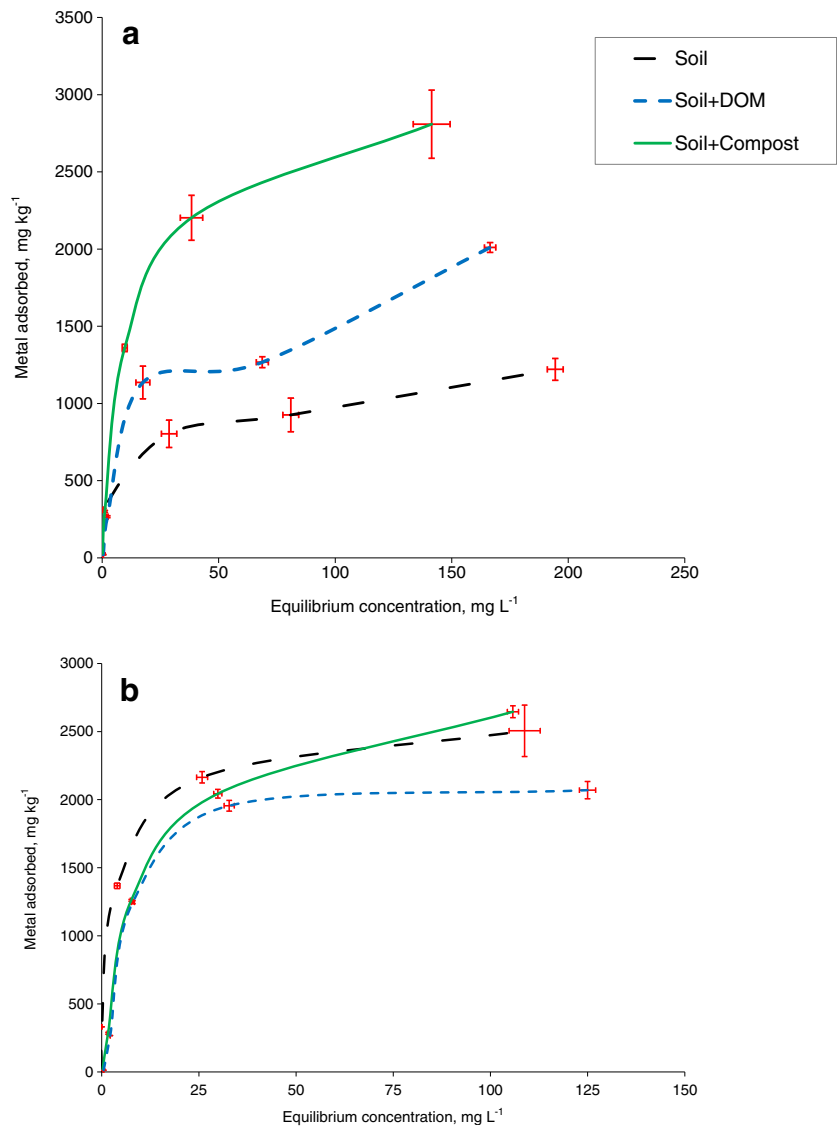 a
Soil
Soil+DOM
Soil+Compost
Metal adsorbed, mg kg⁻¹
3500
3000
2500
2000
1500
1000
500
0
0 50 100 150 200 250
Equilibrium concentration, mg L⁻¹
b
Metal adsorbed, mg kg⁻¹
3000
2500
2000
1500
1000
500
0
0 25 50 75 100 125 150
Equilibrium concentration, mg L⁻¹